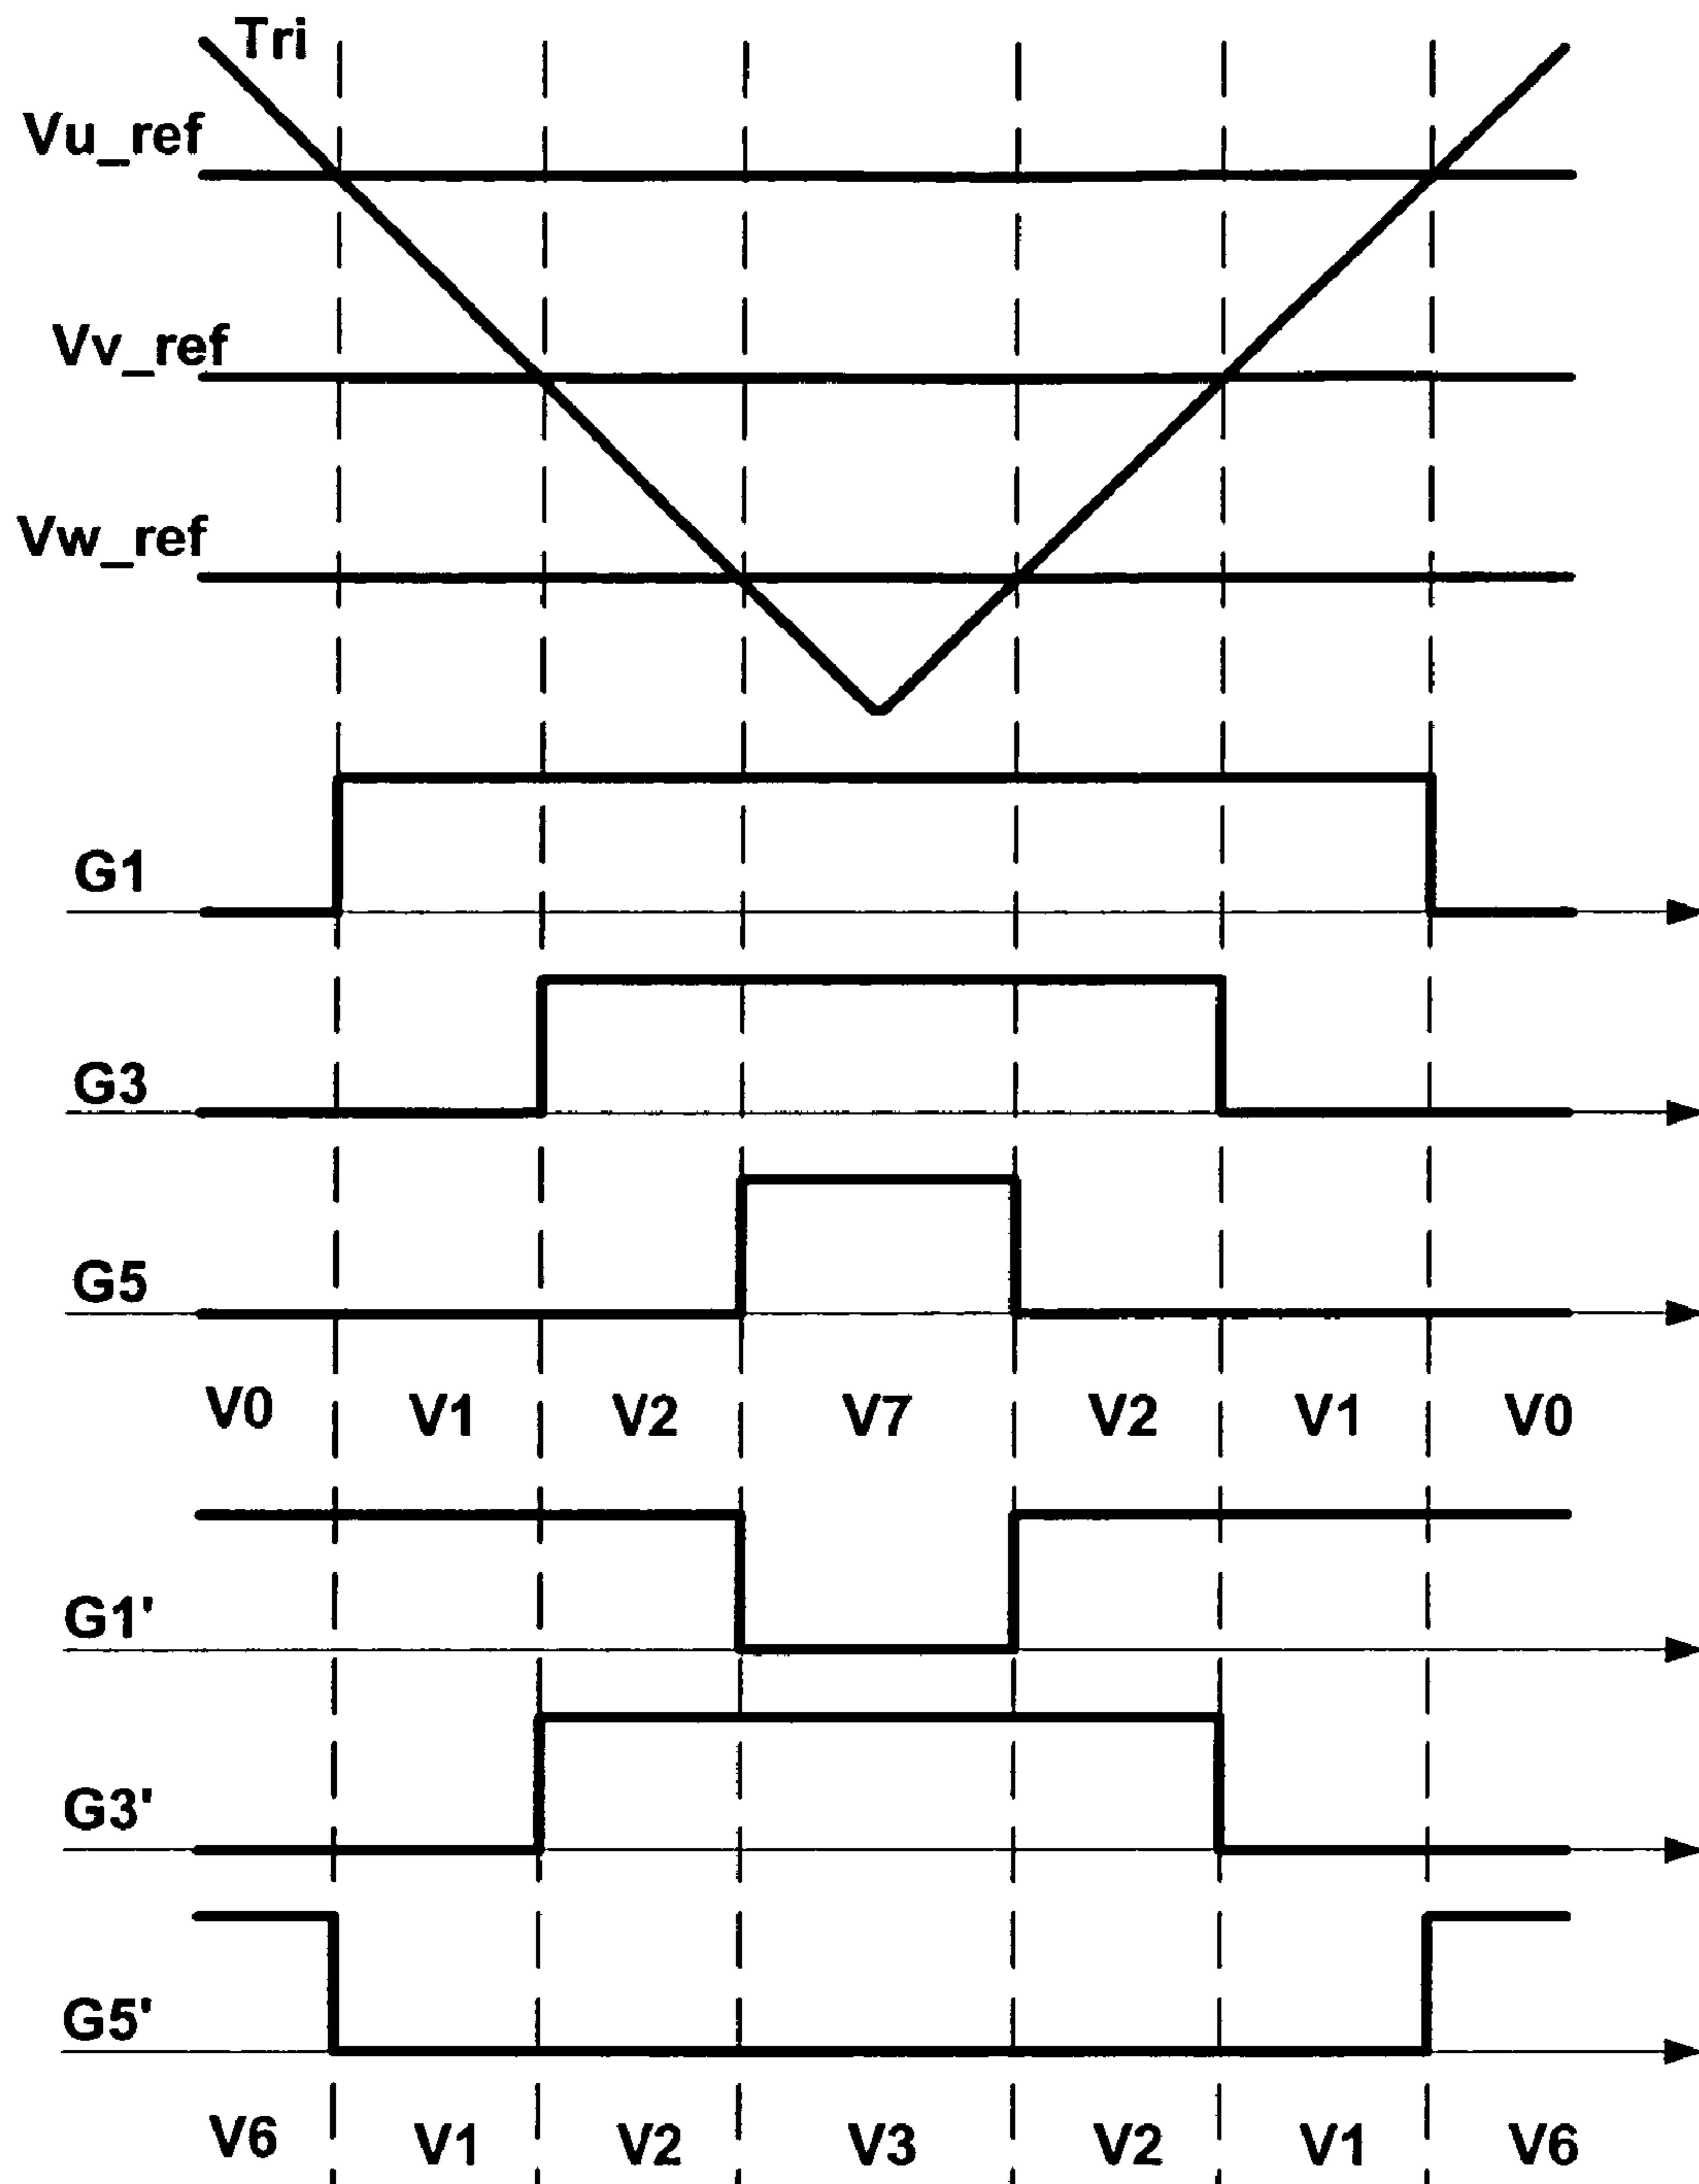 Tri
Vu_ref
Vv_ref
Vw_ref
G1
G3
G5
V0 V1 V2 V7 V2 V1 V0
G1'
G3'
G5'
V6 V1 V2 V3 V2 V1 V6